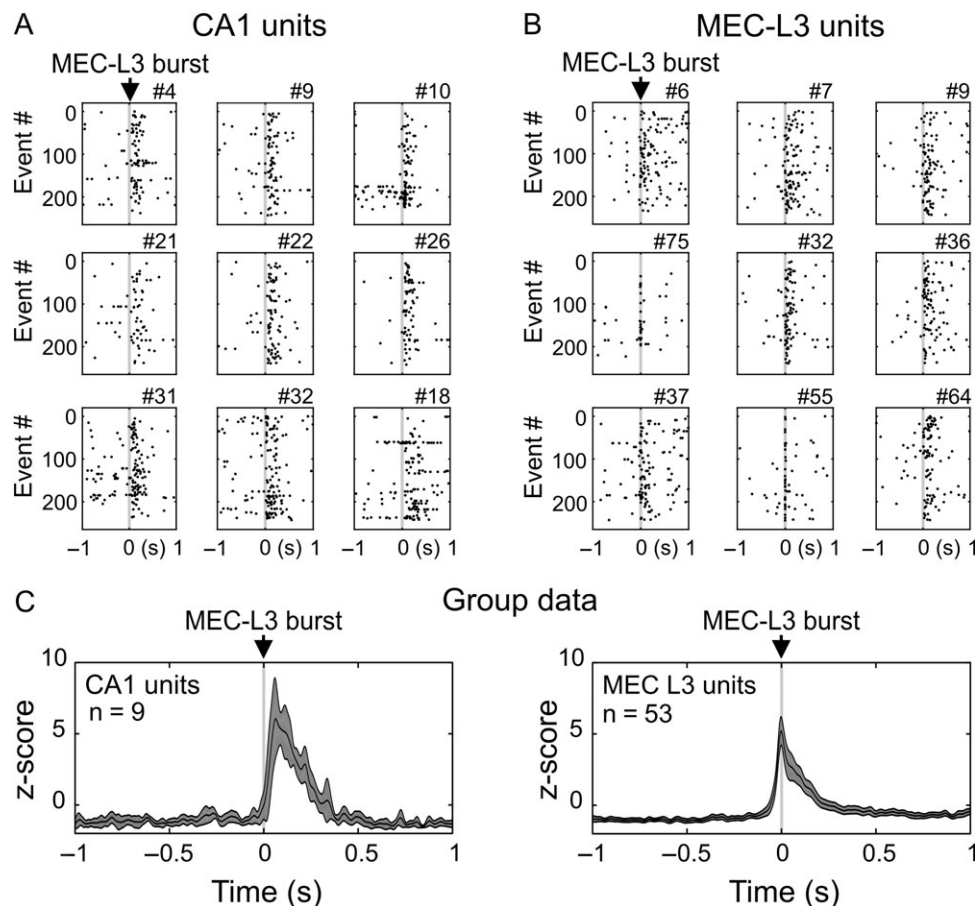 A CA1 units
MEC-L3 burst
#4 #9 #10
Event #
0
100
200
#21 #22 #26
Event #
0
100
200
#31 #32 #18
Event #
0
100
200
−1 0 (s) 1 −1 0 (s) 1 −1 0 (s) 1
B MEC-L3 units
MEC-L3 burst
#6 #7 #9
Event #
0
100
200
#75 #32 #36
Event #
0
100
200
#37 #55 #64
Event #
0
100
200
−1 0 (s) 1 −1 0 (s) 1 −1 0 (s) 1
C Group data
MEC-L3 burst
CA1 units
n = 9
z-score
10
5
0
−1 −0.5 0 0.5 1
Time (s)
MEC-L3 burst
MEC L3 units
n = 53
z-score
10
5
0
−1 −0.5 0 0.5 1
Time (s)